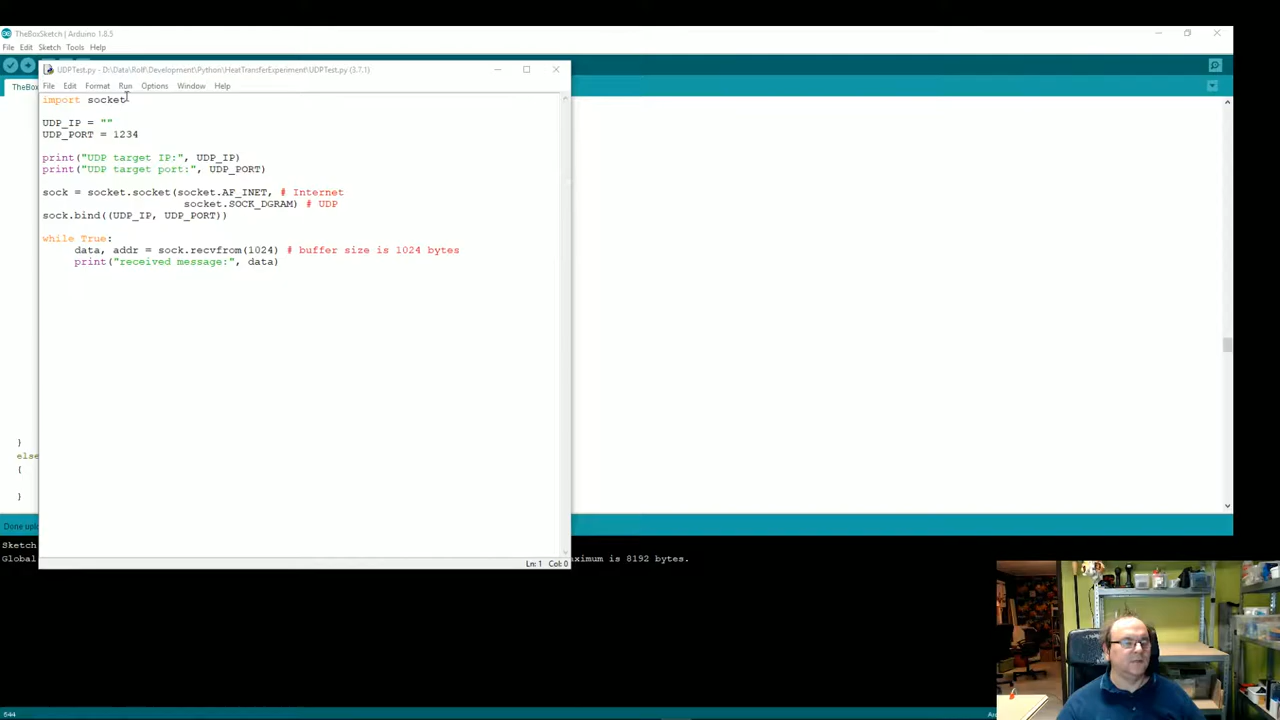 TheBoxSketch | Arduino 1.8.5
File Edit Sketch Tools Help
UDPTest.py - D:\Data\Rolf\Development\Python\HeatTransferExperiment\UDPTest.py (3.7.1)
TheBox
File Edit Format Run Options Window Help
import socket
UDP_IP = ""
UDP_PORT = 1234
print("UDP target IP:", UDP_IP)
print("UDP target port:", UDP_PORT)
sock = socket.socket(socket.AF_INET, # Internet
socket.SOCK_DGRAM) # UDP
sock.bind((UDP_IP, UDP_PORT))
while True:
data, addr = sock.recvfrom(1024) # buffer size is 1024 bytes
print("received message:", data)
}
else
{
}
Done uplo
Sketch
Global
aximum is 8192 bytes.
Ln: 1 Col: 0
544